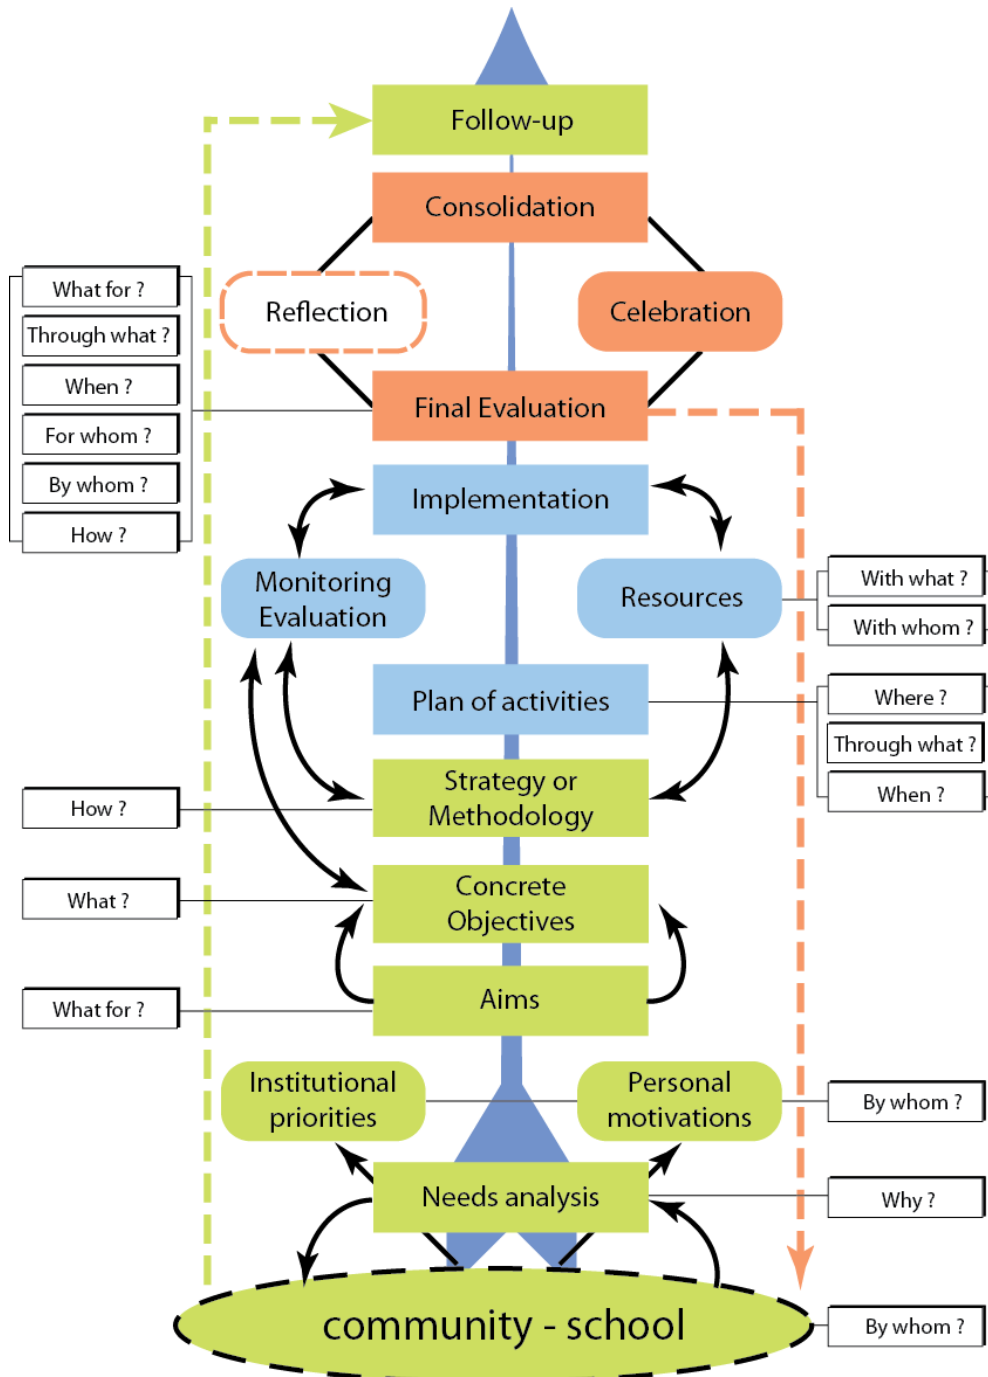 Follow-up
Consolidation
Reflection
Celebration
What for ?
Through what ?
When ?
For whom ?
By whom ?
How ?
Final Evaluation
Implementation
Monitoring
Evaluation
Resources
With what ?
With whom ?
Plan of activities
Where ?
Through what ?
When ?
How ?
Strategy or
Methodology
What ?
Concrete
Objectives
What for ?
Aims
Institutional
priorities
Personal
motivations
By whom ?
Needs analysis
Why ?
community - school
By whom ?